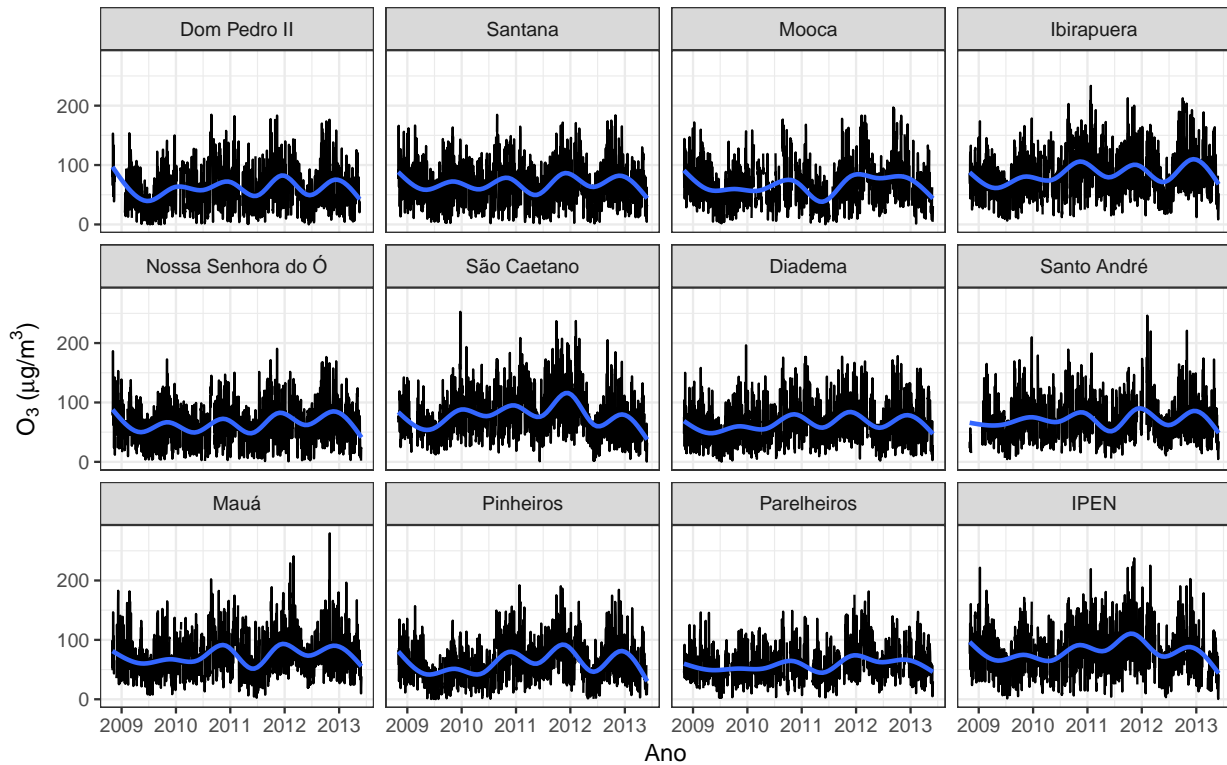 Dom Pedro II Santana Mooca Ibirapuera
200
100
0
Nossa Senhora do Ó São Caetano Diadema Santo André
O₃ (µg/m³)
200
100
0
Mauá Pinheiros Parelheiros IPEN
200
100
0
2009 2010 2011 2012 2013 2009 2010 2011 2012 2013 2009 2010 2011 2012 2013 2009 2010 2011 2012 2013
Ano